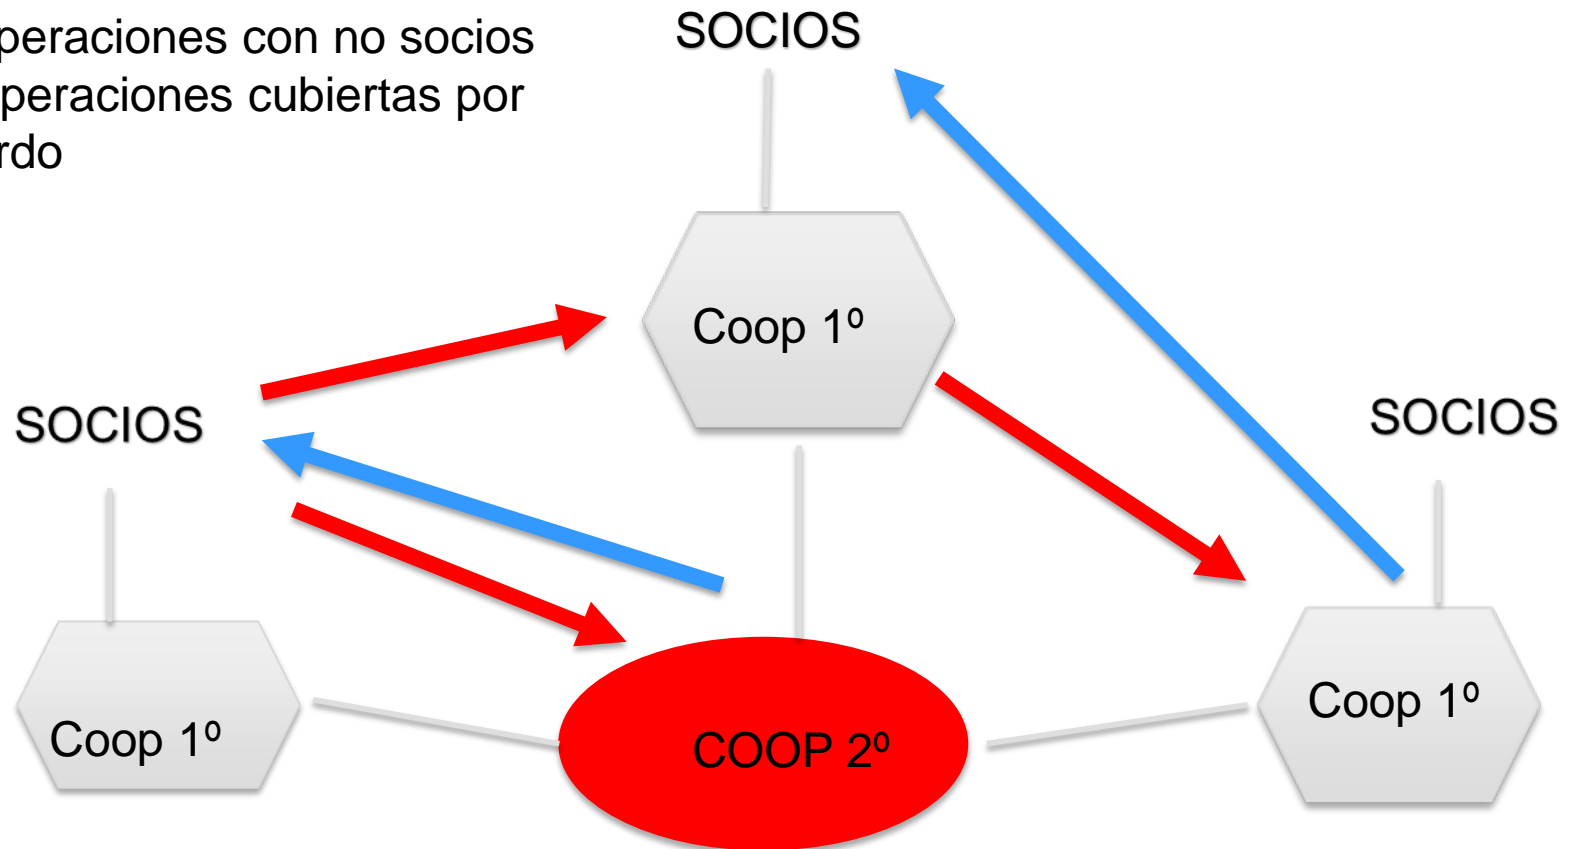 peraciones con no socios
peraciones cubiertas por
rdo
SOCIOS
Coop 1º
SOCIOS
SOCIOS
Coop 1º
COOP 2º
Coop 1º